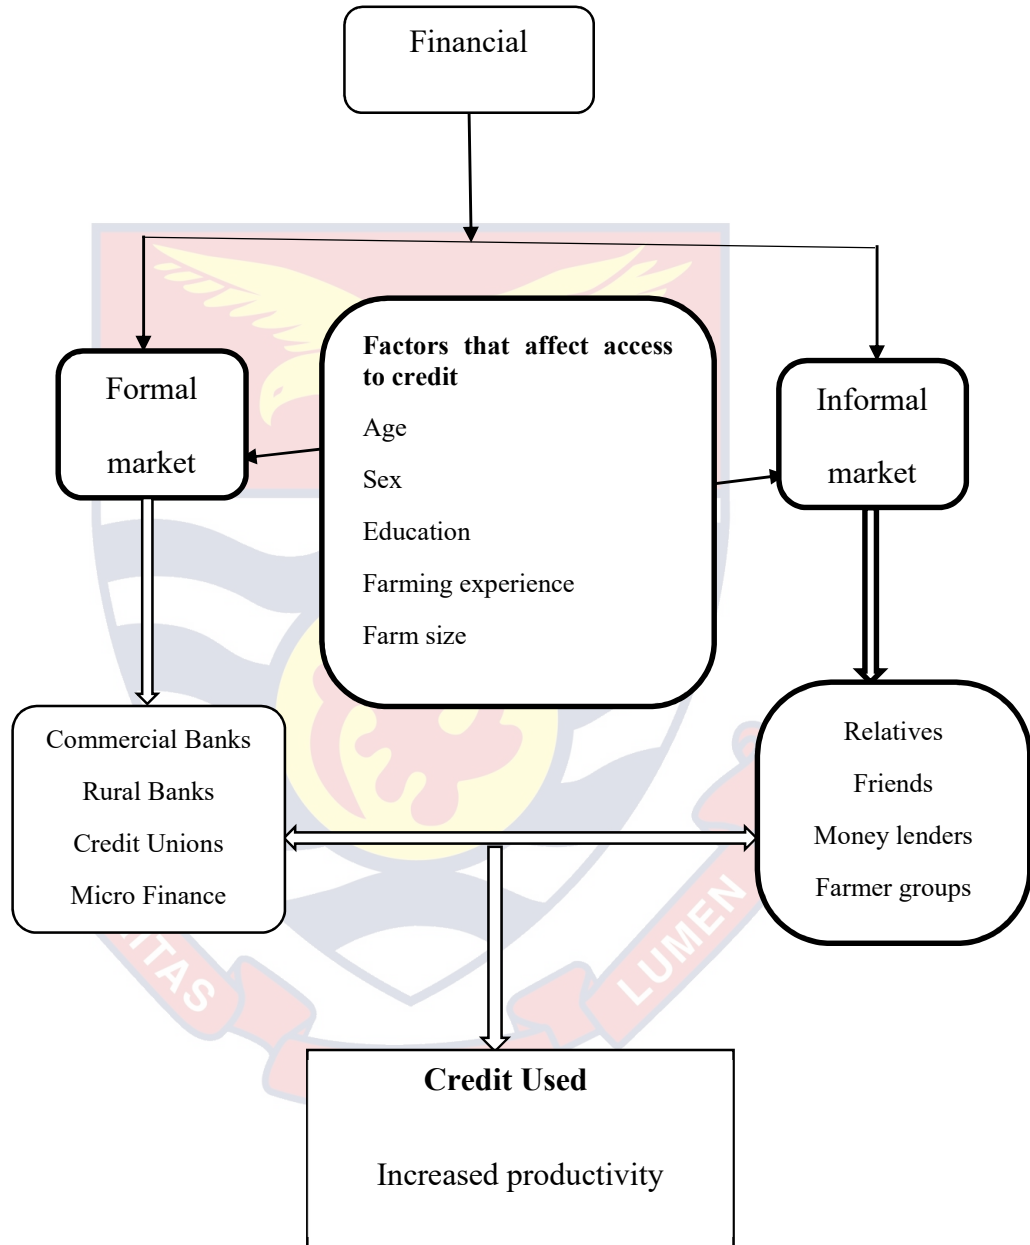 Financial
Factors that affect access
to credit
Age
Sex
Education
Farming experience
Farm size
Formal
market
Informal
market
Commercial Banks
Rural Banks
Credit Unions
Micro Finance
Relatives
Friends
Money lenders
Farmer groups
LUMEN
Credit Used
Increased productivity